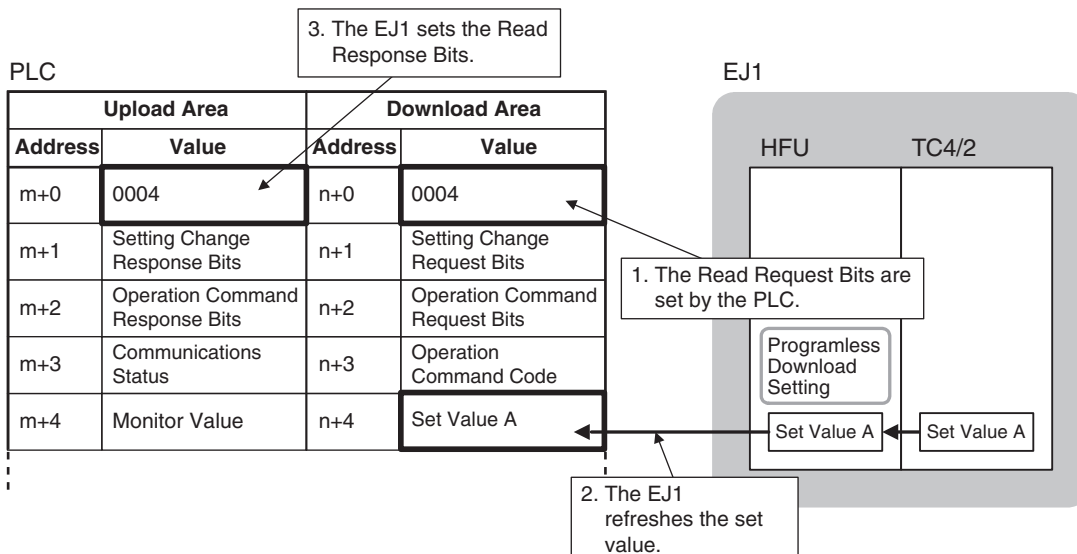 3. The EJ1 sets the Read
Response Bits.
PLC
EJ1
Upload Area Download Area
Address Value Address Value
HFU TC4/2
m+0 0004 n+0 0004
m+1 Setting Change
Response Bits n+1 Setting Change
Request Bits
1. The Read Request Bits are
set by the PLC.
m+2 Operation Command
Response Bits n+2 Operation Command
Request Bits
m+3 Communications
Status n+3 Operation
Command Code
Programless
Download
Setting
m+4 Monitor Value n+4 Set Value A
Set Value A Set Value A
2. The EJ1
refreshes the set
value.